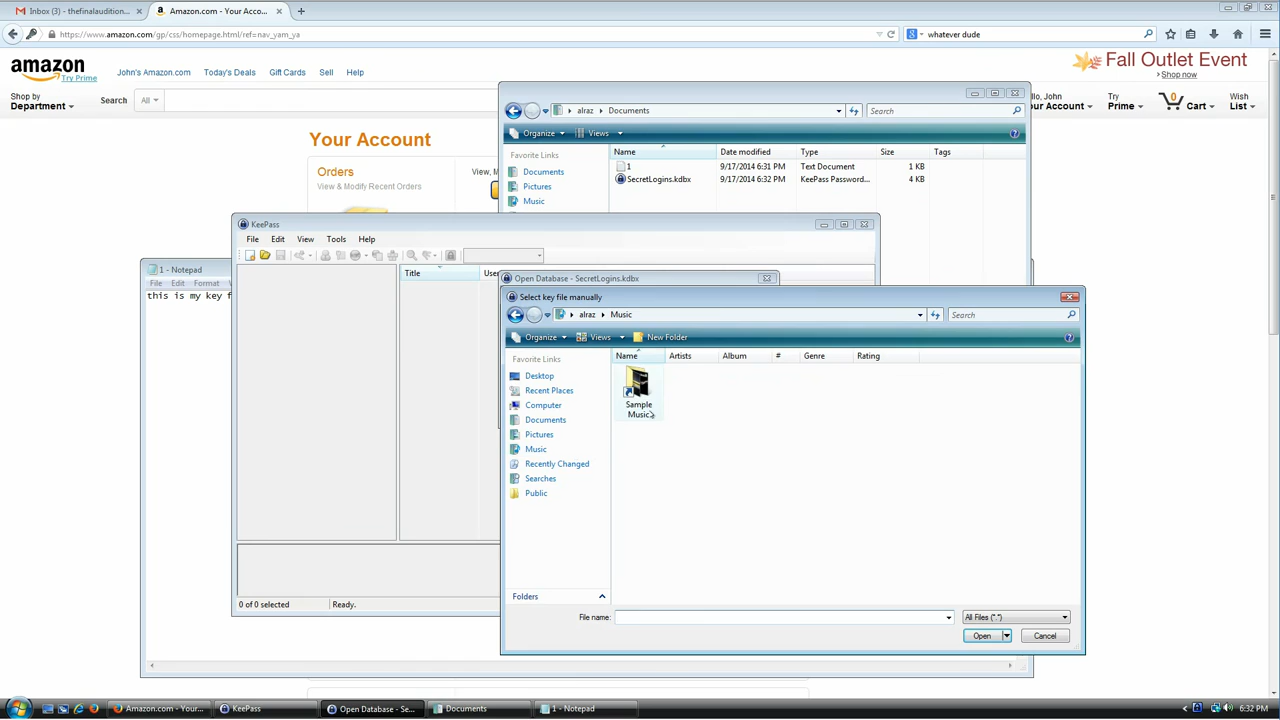 Inbox (3) - thefinalaudition...
Amazon.com - Your Acco...
https://www.amazon.com/gp/css/homepage.html/ref=nav_yam_ya
whatever dude
amazon
Try Prime
John's Amazon.com
Today's Deals
Gift Cards
Sell
Help
Fall Outlet Event
Shop now
Shop by
Department
Search
All
lo, John
our Account
Try
Prime
0
Cart
Wish
List
Your Account
Orders
View & Modify Recent Orders
View, M
alraz
Documents
Search
Organize
Views
Favorite Links
Documents
Pictures
Music
Name
Date modified
Type
Size
Tags
1
9/17/2014 6:31 PM
Text Document
1 KB
SecretLogins.kdbx
9/17/2014 6:32 PM
KeePass Password...
4 KB
KeePass
File
Edit
View
Tools
Help
Title
User
0 of 0 selected
Ready.
1 - Notepad
File
Edit
Format
this is my key f
Open Database - SecretLogins.kdbx
Select key file manually
alraz
Music
Search
Organize
Views
New Folder
Favorite Links
Desktop
Recent Places
Computer
Documents
Pictures
Music
Recently Changed
Searches
Public
Folders
Name
Artists
Album
#
Genre
Rating
Sample
Music
File name:
All Files (*.*)
Open
Cancel
Amazon.com - Your...
KeePass
Open Database - Se...
Documents
1 - Notepad
6:32 PM